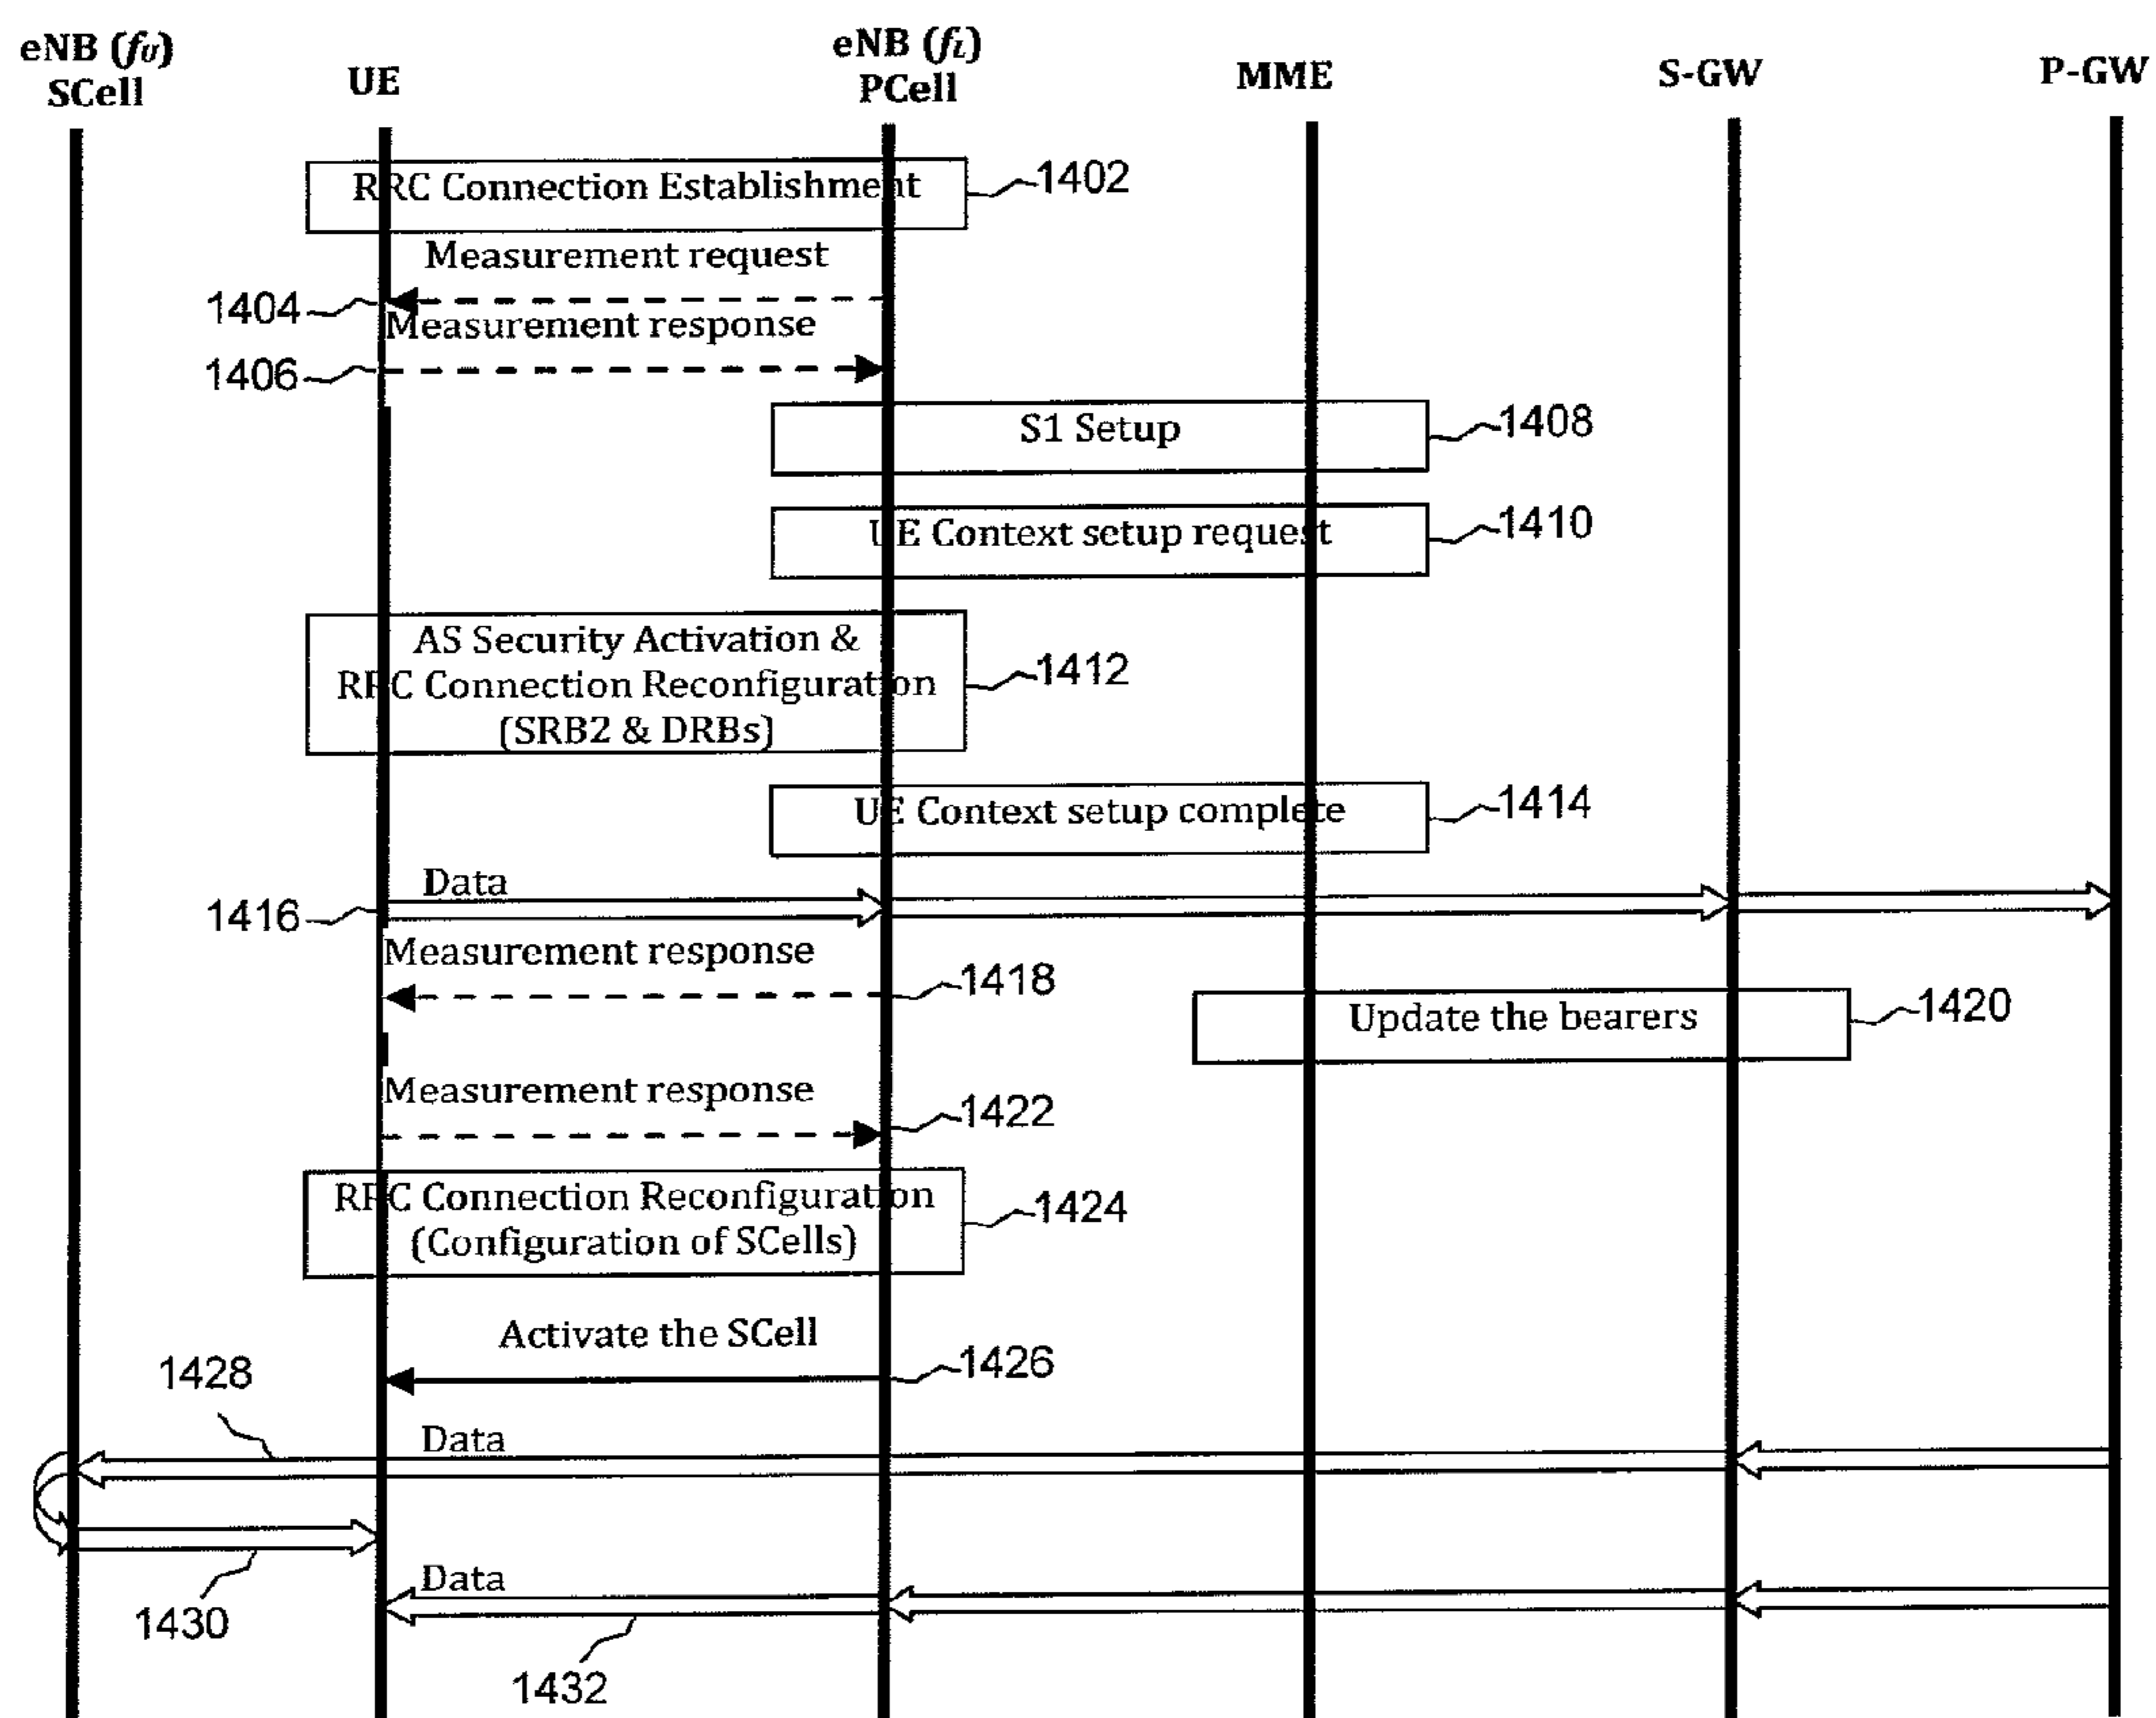 eNB (fU)
SCell
UE
eNB (fL)
PCell
MME
S-GW
P-GW
RRC Connection Establishment
1402
Measurement request
1404
Measurement response
1406
S1 Setup
1408
UE Context setup request
1410
AS Security Activation &
RRC Connection Reconfiguration
(SRB2 & DRBs)
1412
UE Context setup complete
1414
Data
1416
Measurement response
1418
Update the bearers
1420
Measurement response
1422
RRC Connection Reconfiguration
(Configuration of SCells)
1424
Activate the SCell
1426
1428
Data
1430
Data
1432